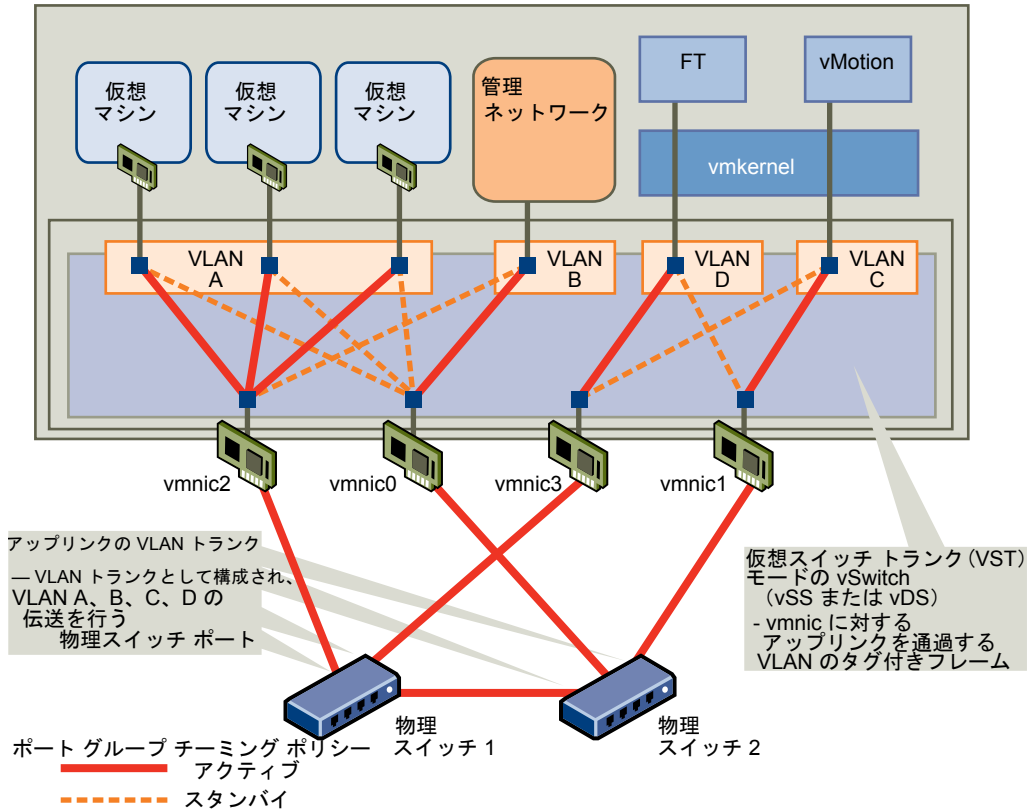 仮想
マシン
仮想
マシン
仮想
マシン
管理
ネットワーク
FT
vMotion
vmkernel
VLAN
A
VLAN
B
VLAN
D
VLAN
C
vmnic2
vmnic0
vmnic3
vmnic1
アップリンクの VLAN トランク
— VLAN トランクとして構成され、
VLAN A、B、C、D の
伝送を行う
物理スイッチ ポート
仮想スイッチ トランク(VST)
モードの vSwitch
(vSS または vDS)
- vmnic に対する
アップリンクを通過する
VLAN のタグ付きフレーム
物理
スイッチ 1
物理
スイッチ 2
ポート グループ チーミング ポリシー
アクティブ
スタンバイ